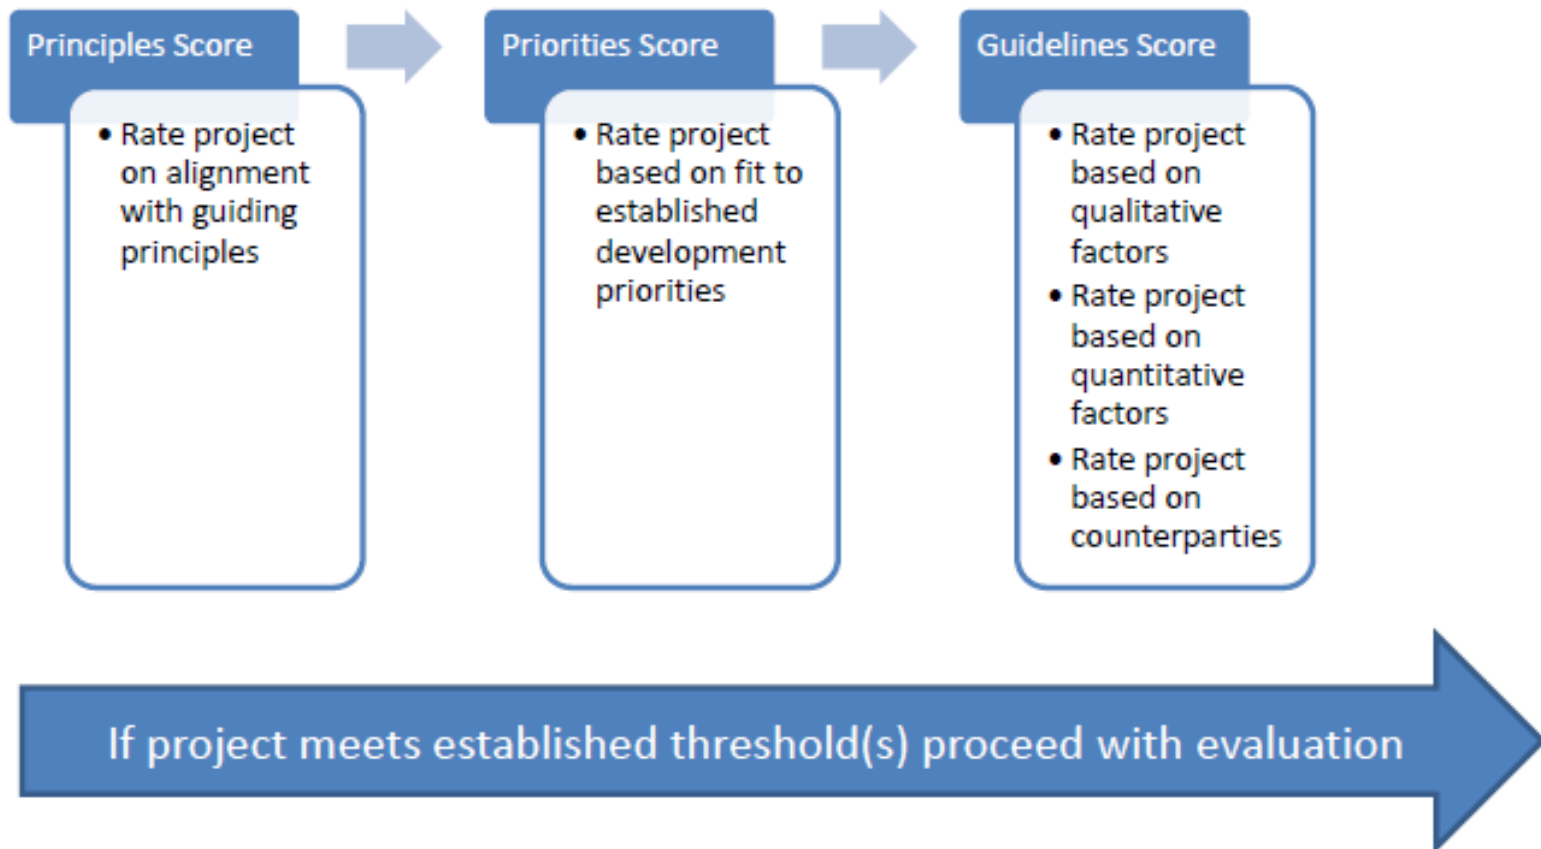 Principles Score
• Rate project
on alignment
with guiding
principles
Priorities Score
• Rate project
based on fit to
established
development
priorities
Guidelines Score
• Rate project
based on
qualitative
factors
• Rate project
based on
quantitative
factors
• Rate project
based on
counterparties
If project meets established threshold(s) proceed with evaluation